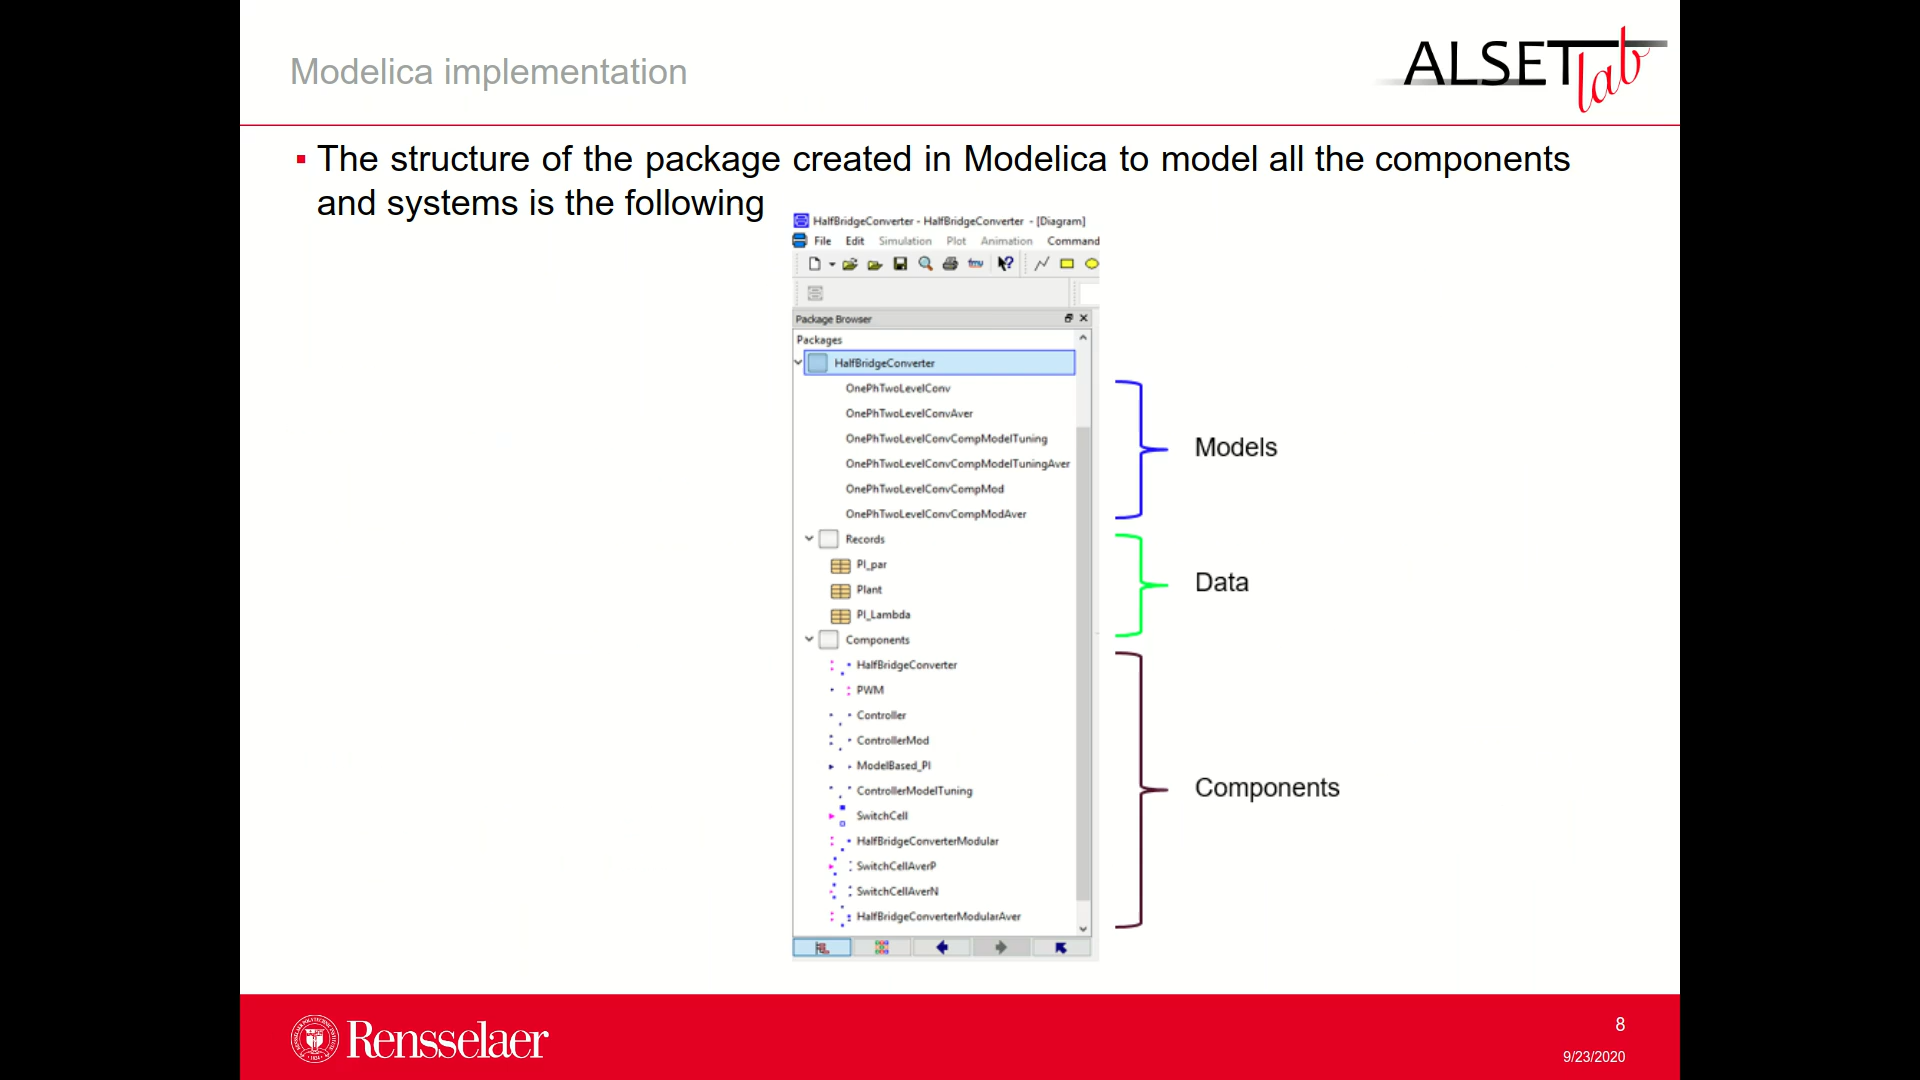 Modelica implementation
ALSETlab
▪ The structure of the package created in Modelica to model all the components
and systems is the following
HalfBridgeConverter - HalfBridgeConverter - [Diagram]
File Edit Simulation Plot Animation Command
fmu
Package Browser
Packages
HalfBridgeConverter
OnePhTwoLevelConv
OnePhTwoLevelConvAver
OnePhTwoLevelConvCompModelTuning
OnePhTwoLevelConvCompModelTuningAver
OnePhTwoLevelConvCompMod
OnePhTwoLevelConvCompModAver
Models
Records
PI_par
Plant
PI_Lambda
Data
Components
HalfBridgeConverter
PWM
Controller
ControllerMod
ModelBased_PI
ControllerModelTuning
SwitchCell
HalfBridgeConverterModular
SwitchCellAverP
SwitchCellAverN
HalfBridgeConverterModularAver
Components
Rensselaer
8
9/23/2020